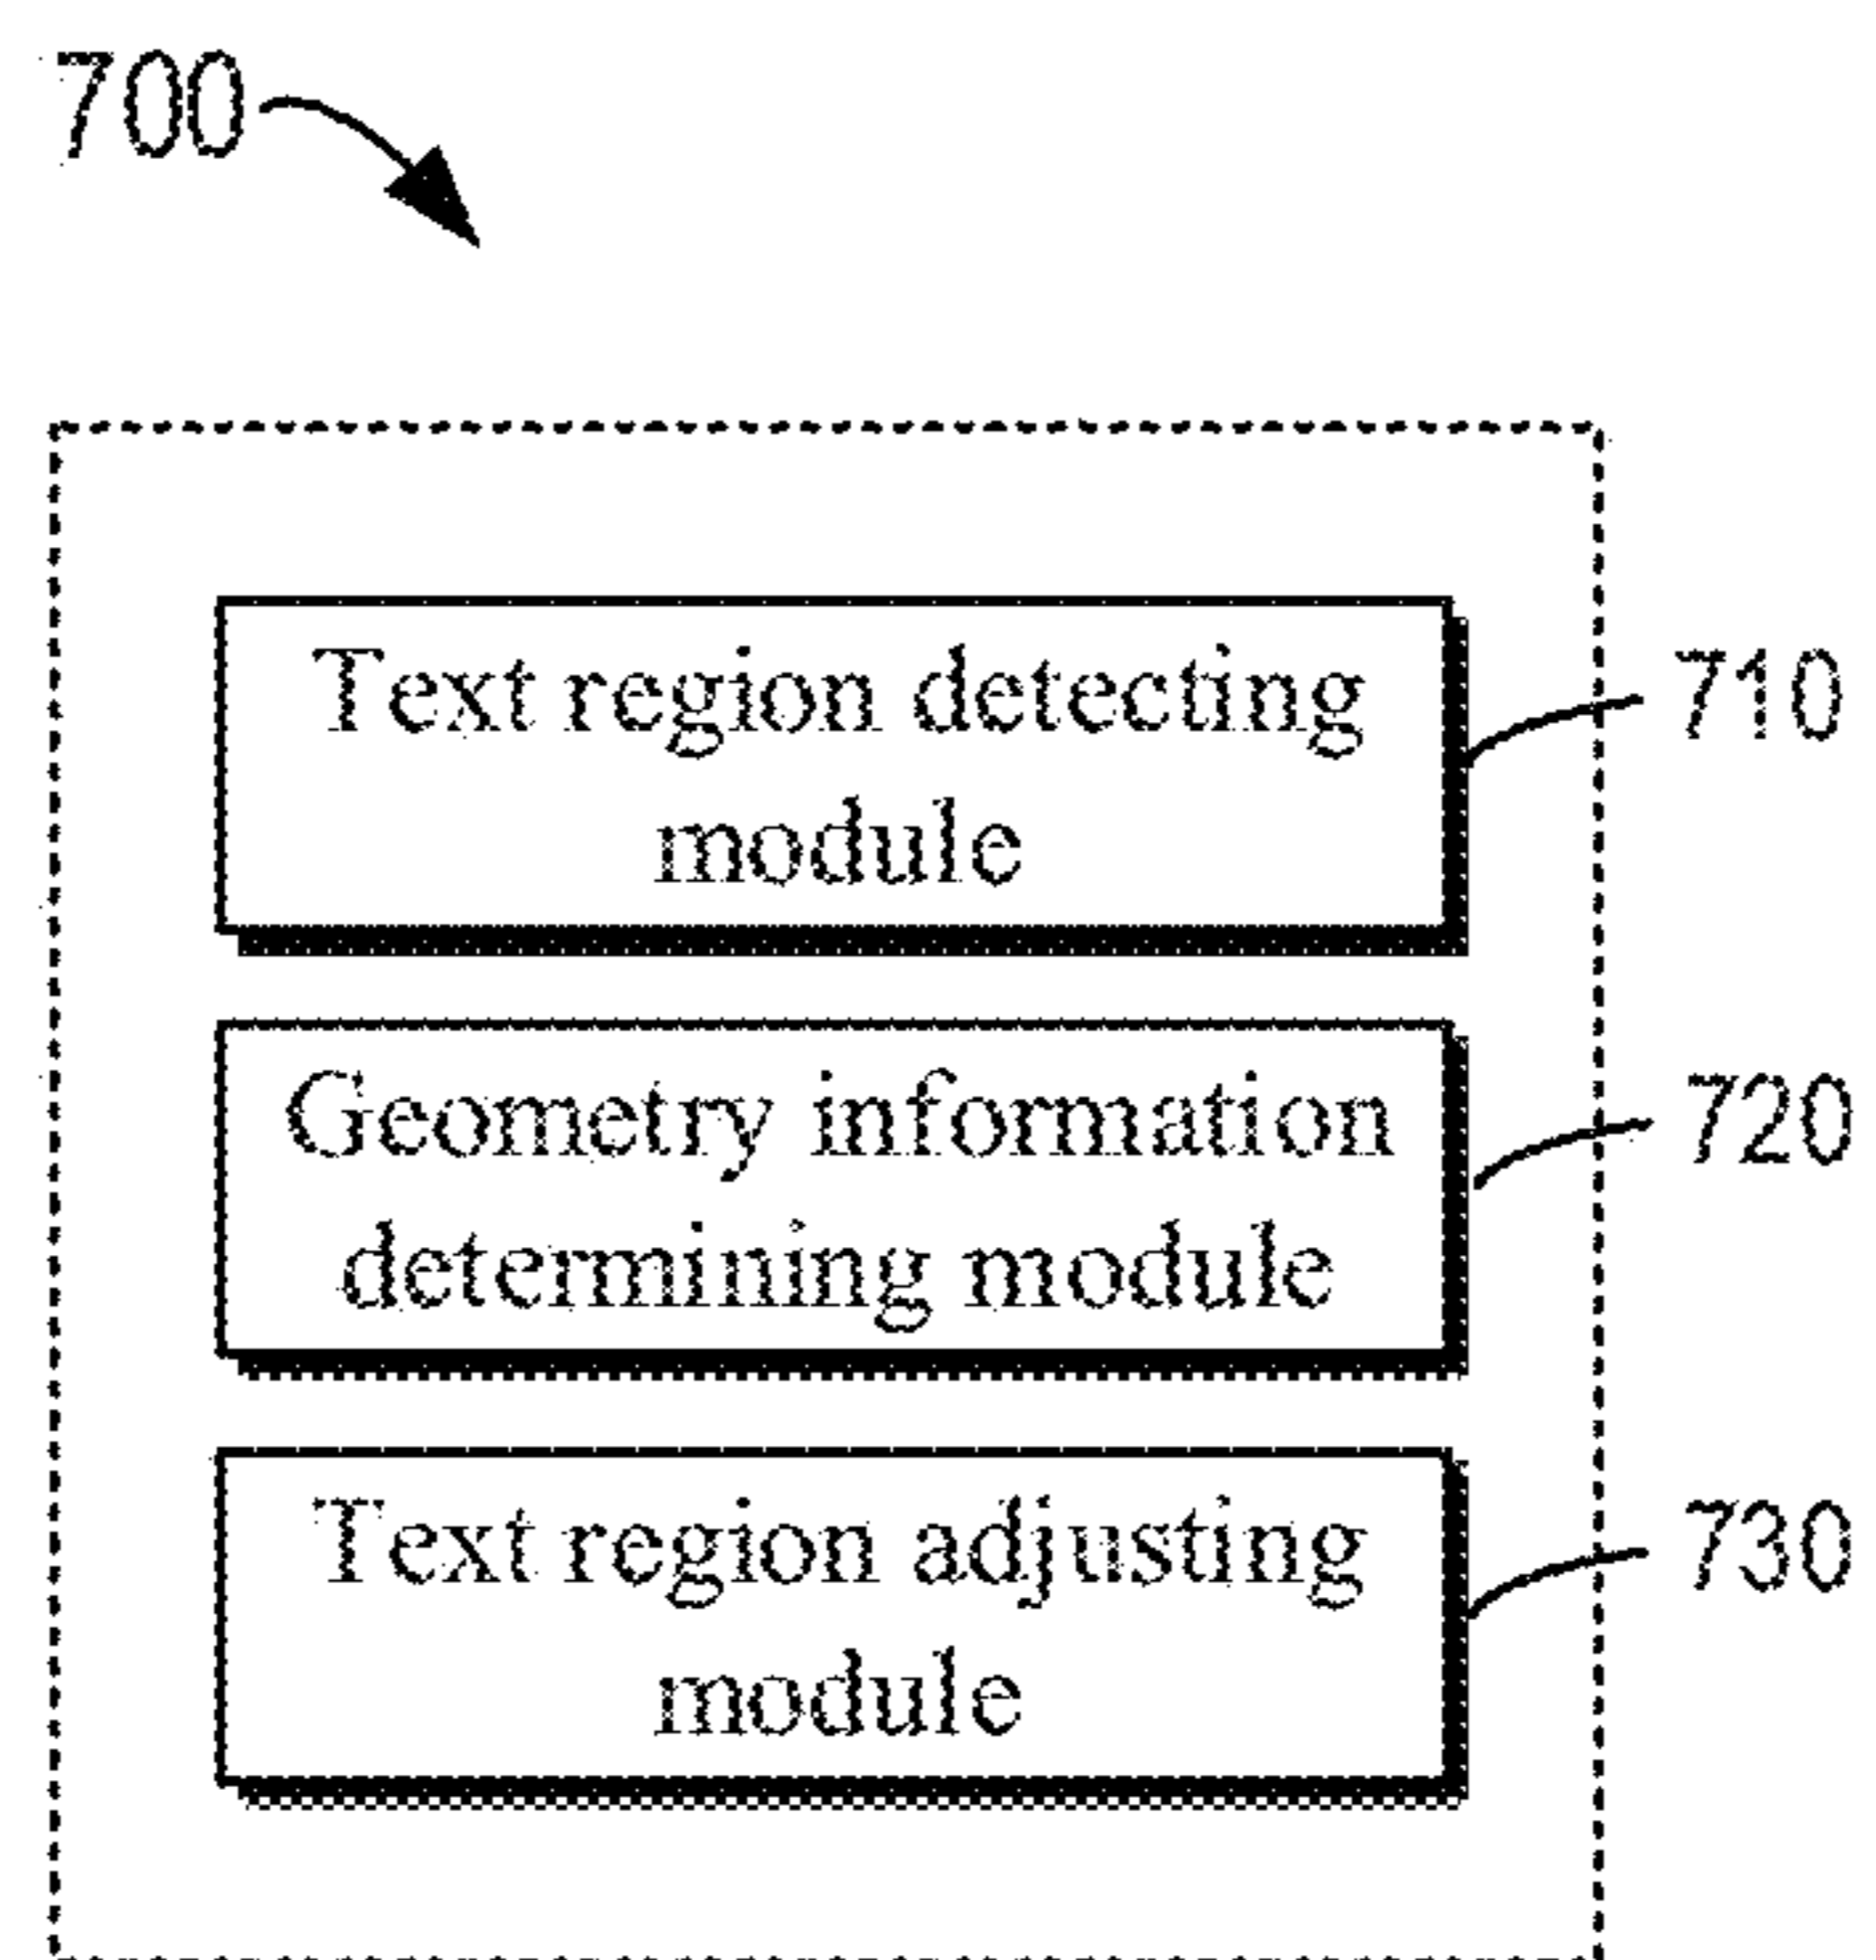 700
Text region detecting
module
710
Geometry information
determining module
720
Text region adjusting
module
730